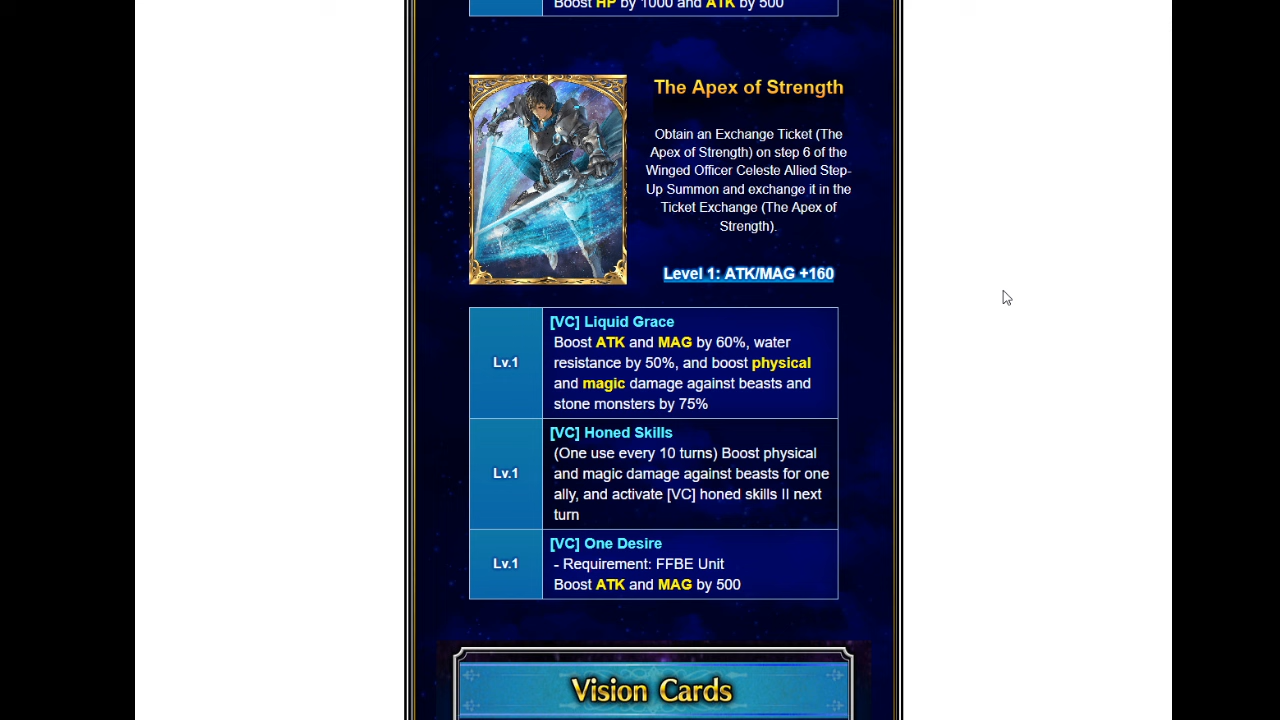 Boost HP by 1000 and ATK by 500
The Apex of Strength
Obtain an Exchange Ticket (The
Apex of Strength) on step 6 of the
Winged Officer Celeste Allied Step-
Up Summon and exchange it in the
Ticket Exchange (The Apex of
Strength).
Level 1: ATK/MAG +160
Lv.1
[VC] Liquid Grace
Boost ATK and MAG by 60%, water
resistance by 50%, and boost physical
and magic damage against beasts and
stone monsters by 75%
Lv.1
[VC] Honed Skills
(One use every 10 turns) Boost physical
and magic damage against beasts for one
ally, and activate [VC] honed skills II next
turn
Lv.1
[VC] One Desire
- Requirement: FFBE Unit
Boost ATK and MAG by 500
Vision Cards